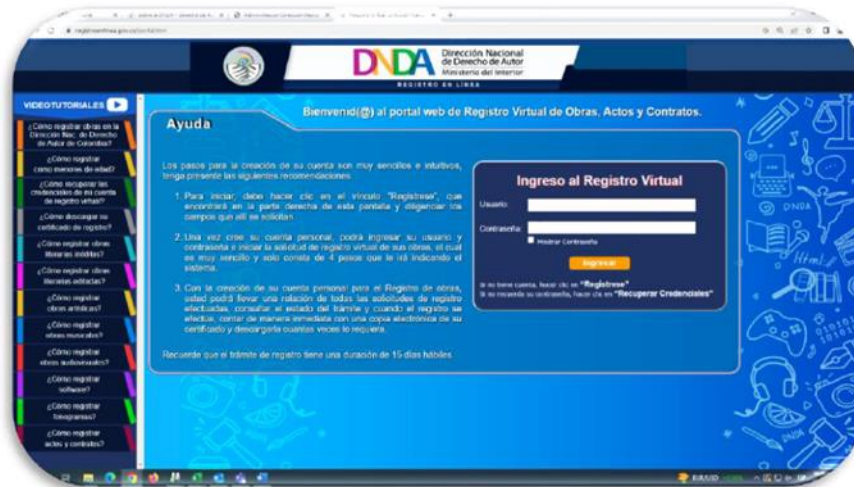 registroenlinea.gov.co
DNDA
Dirección Nacional
de Derecho de Autor
Ministerio del Interior
REGISTRO EN LÍNEA
VIDEOTUTORIALES
¿Cómo registrar obras en la
Dirección Nac. de Derecho
de Autor de Colombia?
¿Cómo registrar
como menores de edad?
¿Cómo recuperar las
credenciales de mi cuenta
de registro virtual?
¿Cómo descargar su
certificado de registro?
¿Cómo registrar obras
literarias inéditas?
¿Cómo registrar obras
literarias editadas?
¿Cómo registrar
obras artísticas?
¿Cómo registrar
obras musicales?
¿Cómo registrar
obras audiovisuales?
¿Cómo registrar
software?
¿Cómo registrar
fonogramas?
¿Cómo registrar
actos y contratos?
Bienvenid(@) al portal web de Registro Virtual de Obras, Actos y Contratos.
Ayuda
Los pasos para la creación de su cuenta son muy sencillos e intuitivos,
tenga presente las siguientes recomendaciones:
1. Para iniciar, debe hacer clic en el vínculo "Regístrese", que
encontrará en la parte derecha de esta pantalla y diligenciar los
campos que allí se solicitan.
2. Una vez cree su cuenta personal, podrá ingresar su usuario y
contraseña e iniciar la solicitud de registro virtual de sus obras, el cual
es muy sencillo y solo consta de 4 pasos que le irá indicando el
sistema.
3. Con la creación de su cuenta personal para el Registro de obras,
usted podrá llevar una relación de todas las solicitudes de registro
efectuadas, consultar el estado del trámite y cuando el registro se
efectúe, contar de manera inmediata con una copia electrónica de su
certificado y descargarla cuantas veces lo requiera.
Recuerde que el trámite de registro tiene una duración de 15 días hábiles.
Ingreso al Registro Virtual
Usuario:
Contraseña:
Mostrar Contraseña
Ingresar
Si no tiene cuenta, hacer clic en "Regístrese"
Si no recuerda su contraseña, hacer clic en "Recuperar Credenciales"
DNDA
Html
DNDA
EUR/USD